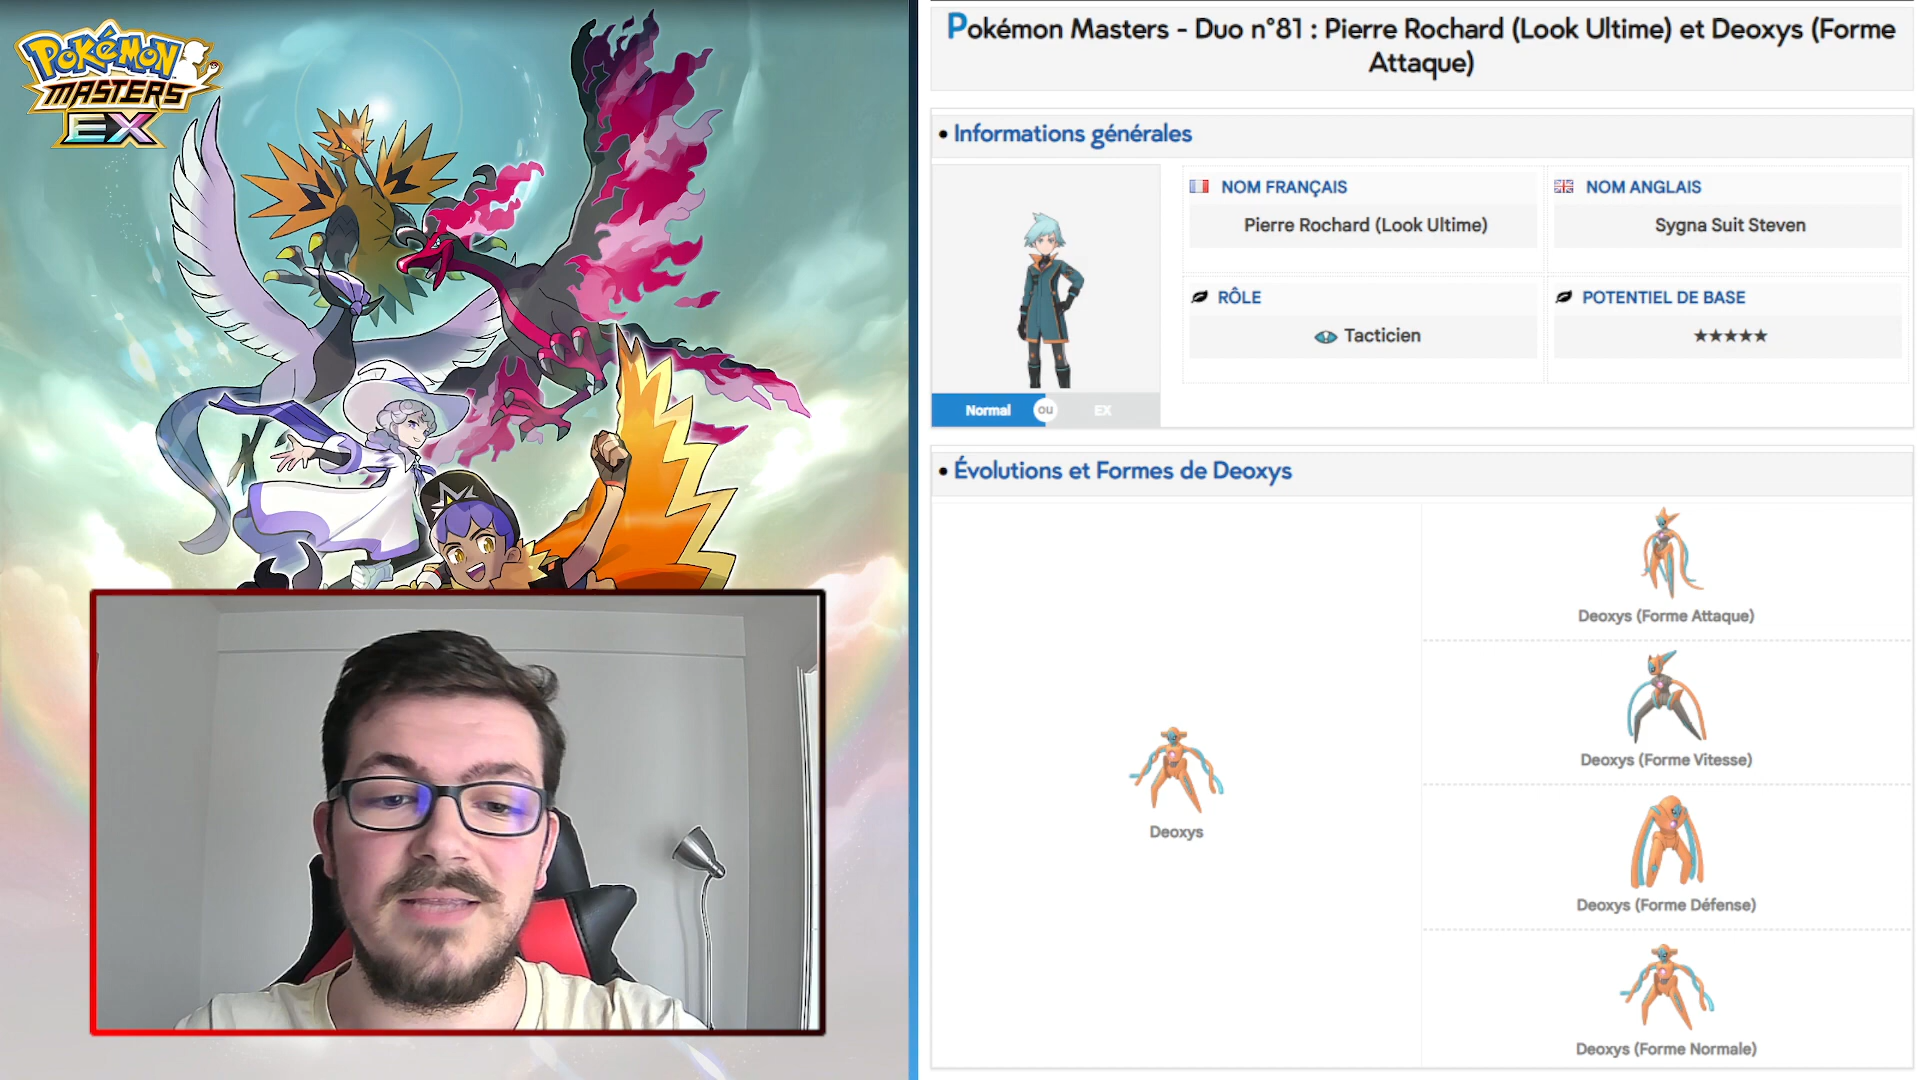 POKéMON
MASTERS
EX
Pokémon Masters - Duo n°81 : Pierre Rochard (Look Ultime) et Deoxys (Forme
Attaque)
• Informations générales
NOM FRANÇAIS
NOM ANGLAIS
Pierre Rochard (Look Ultime)
Sygna Suit Steven
RÔLE
POTENTIEL DE BASE
Tacticien
★★★★★
Normal ou EX
• Évolutions et Formes de Deoxys
Deoxys (Forme Attaque)
Deoxys (Forme Vitesse)
Deoxys
Deoxys (Forme Défense)
Deoxys (Forme Normale)